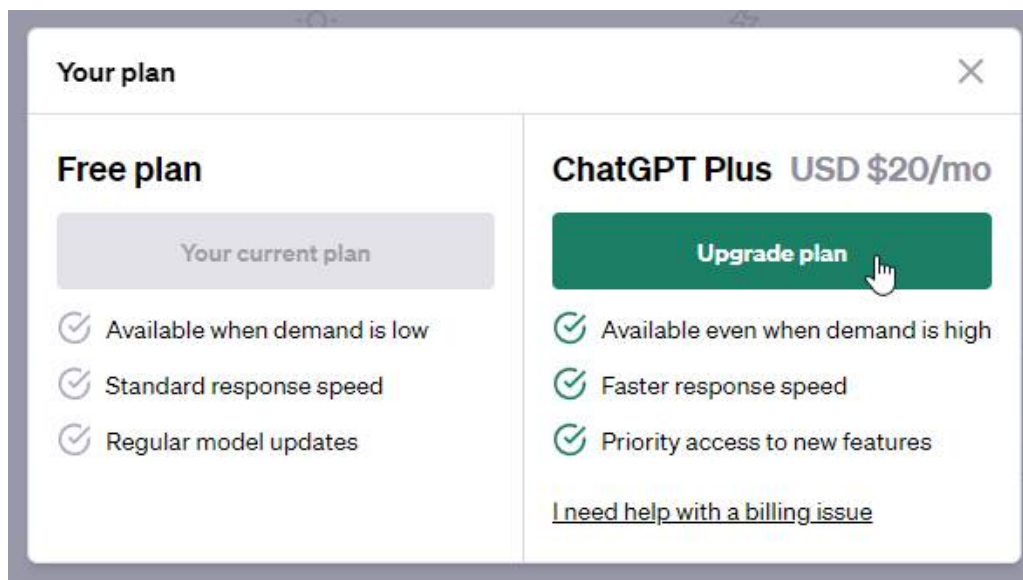 Your plan
Free plan
Your current plan
Available when demand is low
Standard response speed
Regular model updates
ChatGPT Plus USD $20/mo
Upgrade plan
Available even when demand is high
Faster response speed
Priority access to new features
I need help with a billing issue